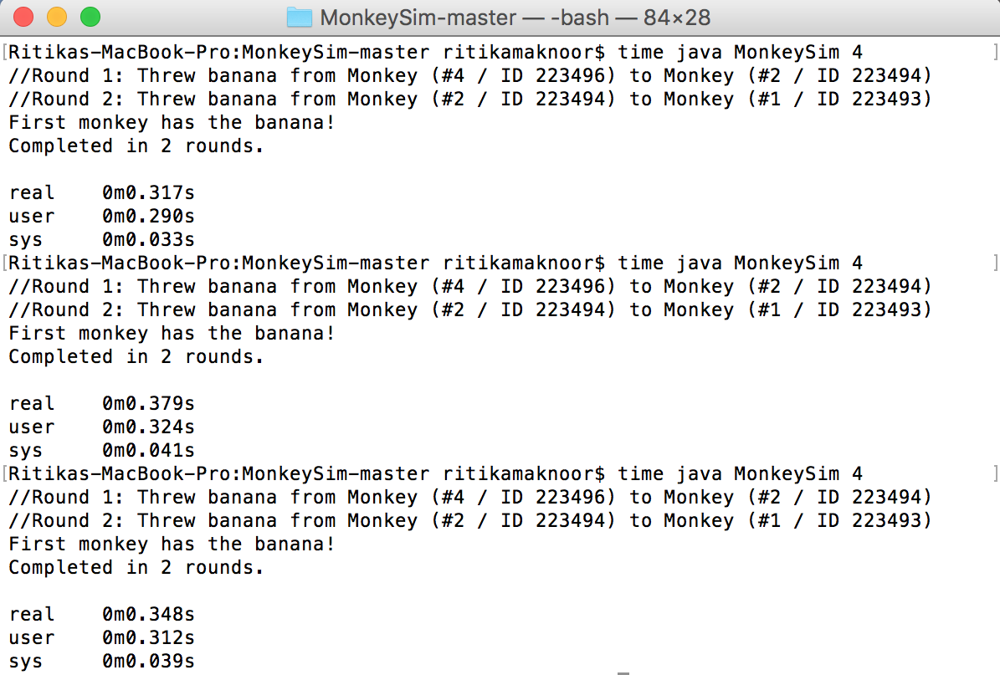 MonkeySim-master — -bash — 84×28
[Ritikas-MacBook-Pro:MonkeySim-master ritikamaknoor$ time java MonkeySim 4 ]
//Round 1: Threw banana from Monkey (#4 / ID 223496) to Monkey (#2 / ID 223494)
//Round 2: Threw banana from Monkey (#2 / ID 223494) to Monkey (#1 / ID 223493)
First monkey has the banana!
Completed in 2 rounds.

real 0m0.317s
user 0m0.290s
sys 0m0.033s
[Ritikas-MacBook-Pro:MonkeySim-master ritikamaknoor$ time java MonkeySim 4 ]
//Round 1: Threw banana from Monkey (#4 / ID 223496) to Monkey (#2 / ID 223494)
//Round 2: Threw banana from Monkey (#2 / ID 223494) to Monkey (#1 / ID 223493)
First monkey has the banana!
Completed in 2 rounds.

real 0m0.379s
user 0m0.324s
sys 0m0.041s
[Ritikas-MacBook-Pro:MonkeySim-master ritikamaknoor$ time java MonkeySim 4 ]
//Round 1: Threw banana from Monkey (#4 / ID 223496) to Monkey (#2 / ID 223494)
//Round 2: Threw banana from Monkey (#2 / ID 223494) to Monkey (#1 / ID 223493)
First monkey has the banana!
Completed in 2 rounds.

real 0m0.348s
user 0m0.312s
sys 0m0.039s